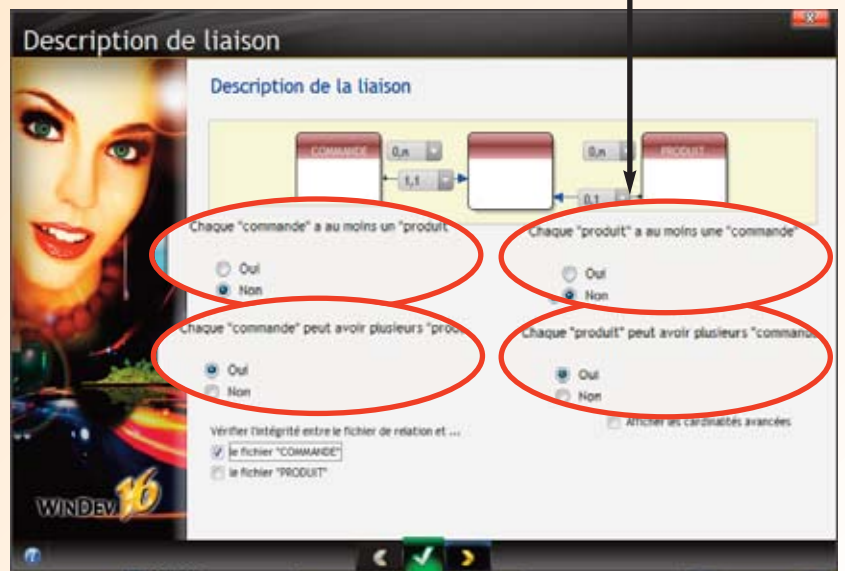 Description de liaison
Description de la liaison
COMMANDE
0,n
0,n
PRODUIT
1,1
0,1
Chaque "commande" a au moins un "produit
Oui
Non
Chaque "produit" a au moins une "commande"
Oui
Non
Chaque "commande" peut avoir plusieurs "produ
Oui
Non
Chaque "produit" peut avoir plusieurs "commande
Oui
Non
Vérifier l'intégrité entre le fichier de relation et ...
le fichier "COMMANDE"
le fichier "PRODUIT"
Afficher les cardinalités avancées
WINDEV 16